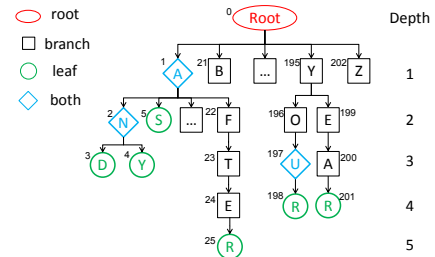 root
branch
leaf
both
0 Root Depth
1 A 21 B ... 195 Y 202 Z 1
2 N 5 S ... 22 F 196 O E 199 2
3 D 4 Y 23 T 197 U A 200 3
24 E 198 R R 201 4
25 R 5